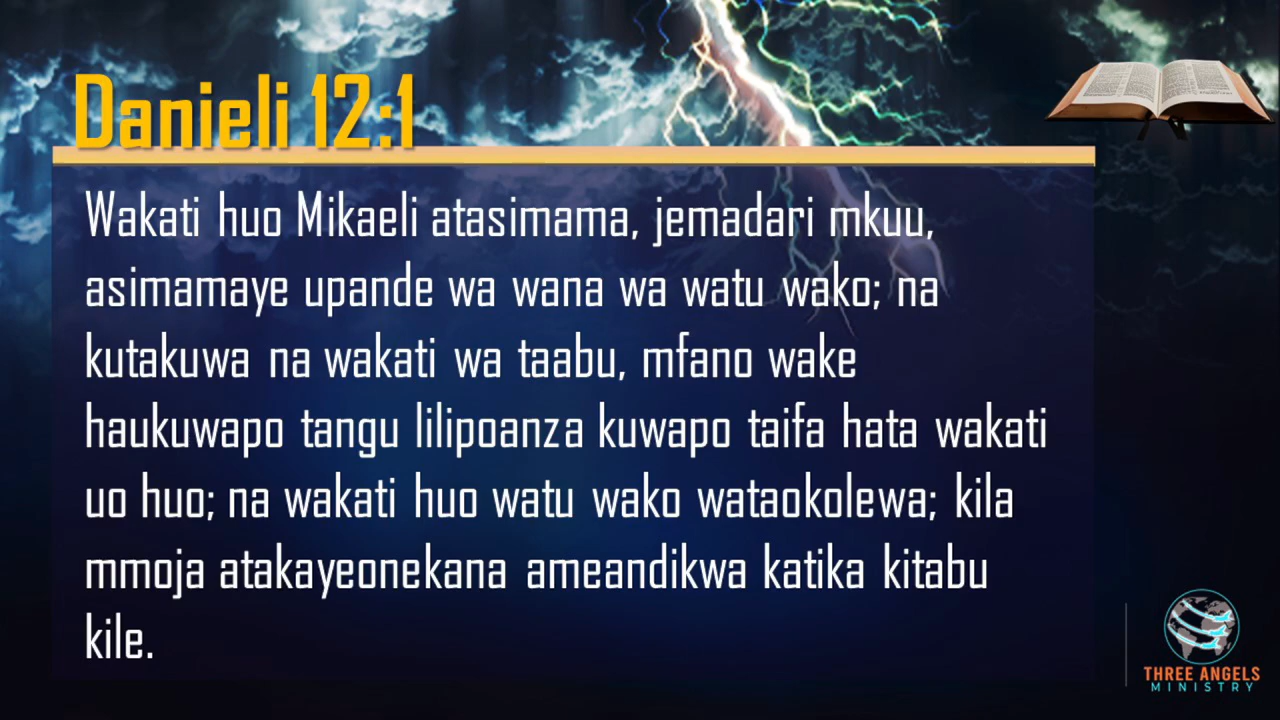 Danieli 12:1
Wakati huo Mikaeli atasimama, jemadari mkuu,
asimamaye upande wa wana wa watu wako; na
kutakuwa na wakati wa taabu, mfano wake
haukuwapo tangu lilipoanza kuwapo taifa hata wakati
uo huo; na wakati huo watu wako wataokolewa; kila
mmoja atakayeonekana ameandikwa katika kitabu
kile.
THREE ANGELS
MINISTRY